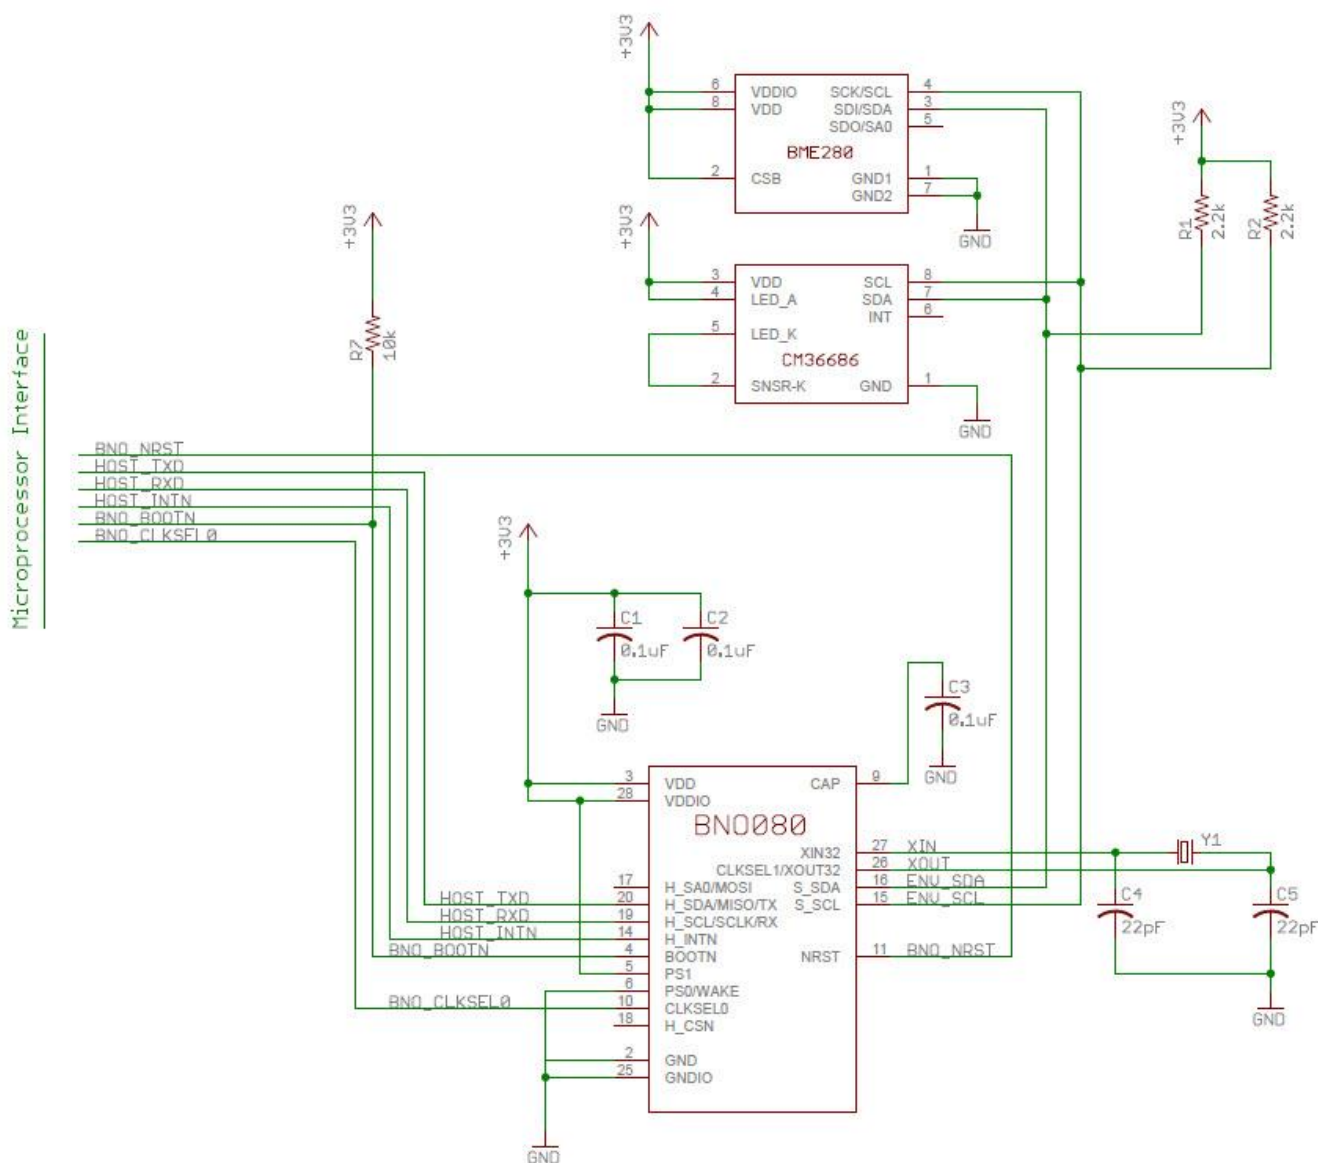 +3V3
6 VDDIO SCK/SCL 4
8 VDD SDI/SDA 3
SDO/SA0 5
BME280
2 CSB GND1 1
GND2 7
GND
+3V3
R1 2.2k
R2 2.2k
+3V3
3 VDD SCL 8
4 LED_A SDA 7
INT 6
5 LED_K
CM36686
2 SNSR-K GND 1
GND
+3V3
R7 10k
Microprocessor Interface
BNO_NRST
HOST_TXD
HOST_RXD
HOST_INTN
BNO_BOOTN
BNO_CLKSEL0
+3V3
C1 0.1uF
C2 0.1uF
GND
C3 0.1uF
GND
3 VDD CAP 9
28 VDDIO
BNO080
XIN32 27 XIN
CLKSEL1/XOUT32 26 XOUT
17 H_SA0/MOSI S_SDA 16 ENV_SDA
HOST_TXD 20 H_SDA/MISO/TX S_SCL 15 ENV_SCL
HOST_RXD 19 H_SCL/SCLK/RX
HOST_INTN 14 H_INTN
BNO_BOOTN 4 BOOTN NRST 11 BNO_NRST
5 PS1
6 PS0/WAKE
BNO_CLKSEL0 10 CLKSEL0
18 H_CSN
2 GND
25 GNDIO
GND
Y1
C4 22pF
C5 22pF
GND